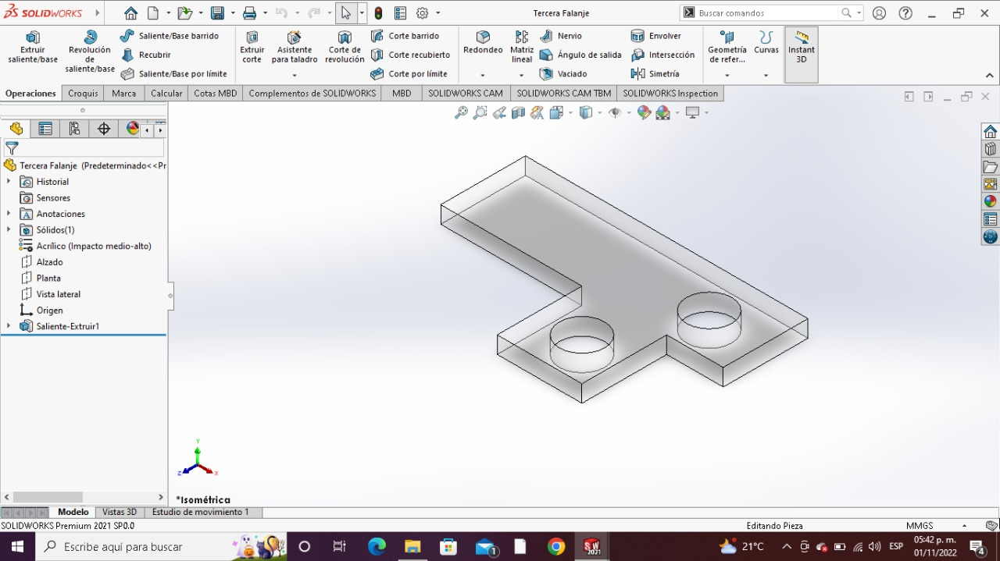 SOLIDWORKS
Tercera Falanje
Buscar comandos
Extruir saliente/base
Revolución de saliente/base
Saliente/Base barrido
Recubrir
Saliente/Base por límite
Extruir corte
Asistente para taladro
Corte de revolución
Corte barrido
Corte recubierto
Corte por límite
Redondeo
Matriz lineal
Nervio
Ángulo de salida
Vaciado
Envolver
Intersección
Simetría
Geometría de refer...
Curvas
Instant 3D
Operaciones
Croquis
Marca
Calcular
Cotas MBD
Complementos de SOLIDWORKS
MBD
SOLIDWORKS CAM
SOLIDWORKS CAM TBM
SOLIDWORKS Inspection
Tercera Falanje (Predeterminado<<Pr
Historial
Sensores
Anotaciones
Sólidos(1)
Acrílico (Impacto medio-alto)
Alzado
Planta
Vista lateral
Origen
Saliente-Extruir1
Y
Z
X
*Isométrica
Modelo
Vistas 3D
Estudio de movimiento 1
SOLIDWORKS Premium 2021 SP0.0
Editando Pieza
MMGS
Escribe aquí para buscar
1
SW
2021
21°C
ESP
05:42 p. m.
01/11/2022
4